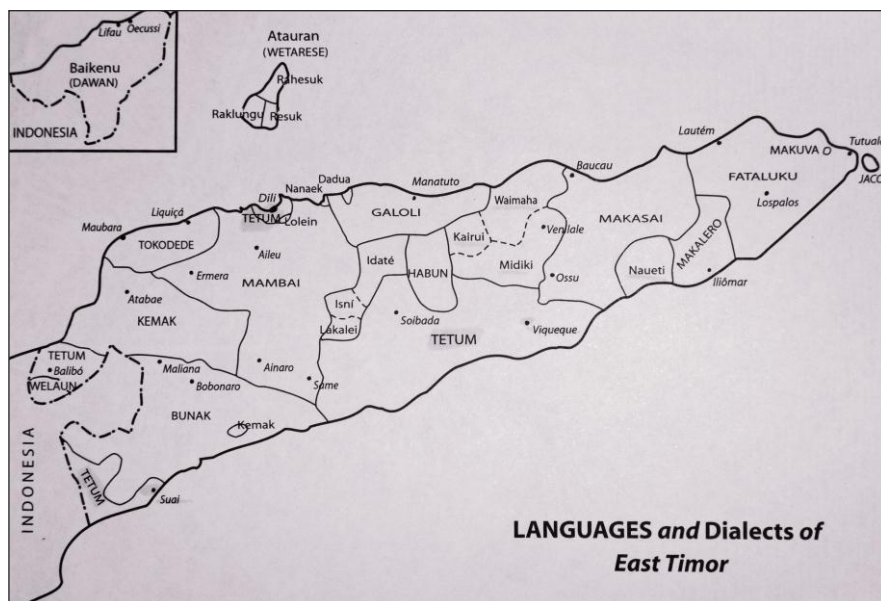 Lifau
Oecussi
Baikenu
(DAWAN)
INDONESIA
Atauran
(WETARESE)
Rahesuk
Raklungu
Resuk
Lautém
MAKUVA
Tutuala
JACO
FATALUKU
Lospalos
Baucau
Dadua
Nanaek
Dili
Manatuto
Waimaha
MAKASAI
Liquiçá
TETUM
Lolein
GALOLI
Maubara
TOKODEDE
Kairui
Venilale
MAKALERO
Aileu
Idaté
HABUN
Midiki
Naueti
Ermera
MAMBAI
Ossu
Iliômar
Atabae
Isní
KEMAK
Lakalei
Soibada
TETUM
Viqueque
TETUM
Balibó
WELAUN
Maliana
Bobonaro
Ainaro
Same
BUNAK
Kemak
INDONESIA
TETUM
Suai
LANGUAGES and Dialects of
East Timor